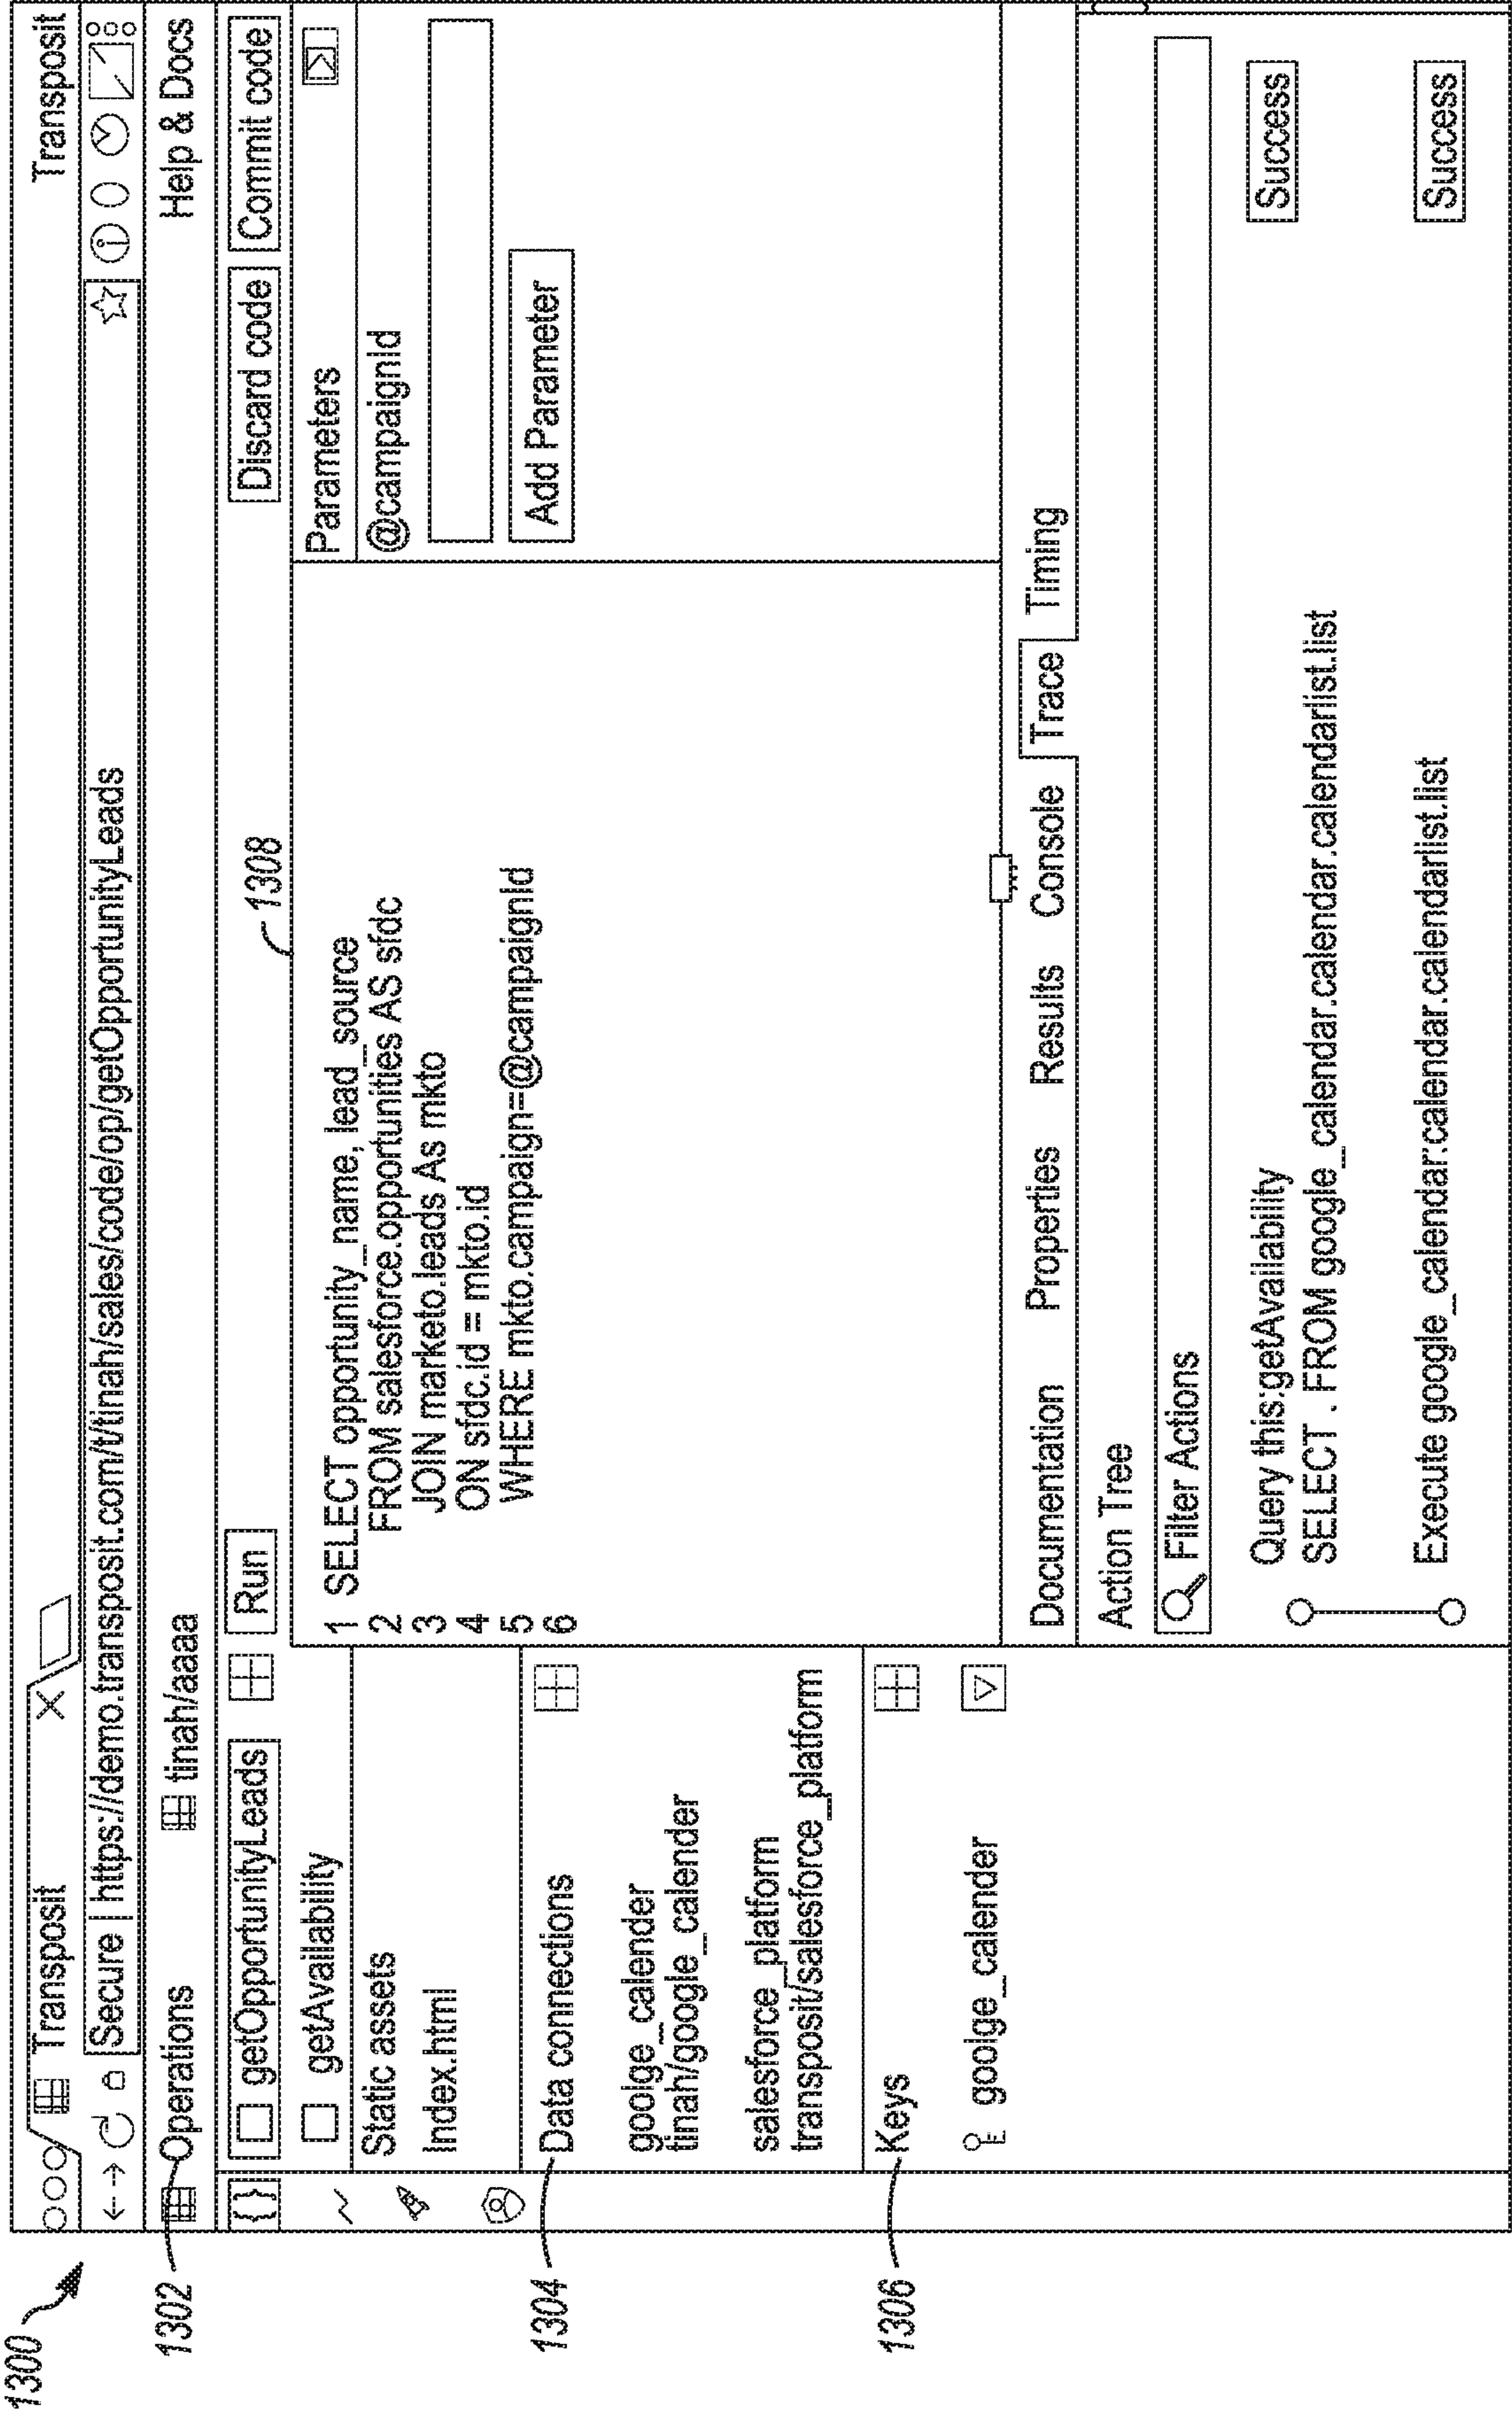 1300
Transposit
Transposit
Secure | https://demo.transposit.com/t/tinah/sales/code/op/getOpportunityLeads
1302
Operations
tinah/aaaa
Help & Docs
{ }
getOpportunityLeads
Run
Discard code
Commit code
getAvailability
Static assets
Index.html
1304
Data connections
goolge_calender
tinah/google_calender
salesforce_platform
transposit/salesforce_platform
1306
Keys
goolge_calender
1308
1 SELECT opportunity_name, lead_source
2 FROM salesforce.opportunities AS sfdc
3 JOIN marketo.leads As mkto
4 ON sfdc.id = mkto.id
5 WHERE mkto.campaign=@campaignId
6
Parameters
@campaignId
Add Parameter
Documentation
Properties
Results
Console
Trace
Timing
Action Tree
Filter Actions
Query this:getAvailability
SELECT . FROM google_calendar.calendar.calendarlist.list
Success
Execute google_calendar:calendar.calendarlist.list
Success